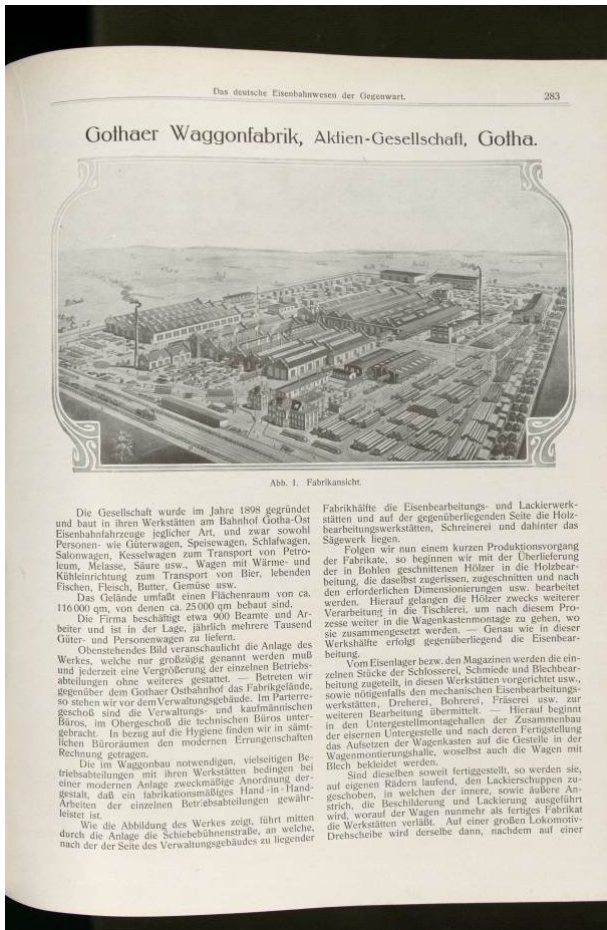 Das deutsche Eisenbahnwesen der Gegenwart.
283
Gothaer Waggonfabrik, Aktien-Gesellschaft, Gotha.
Abb. 1. Fabrikansicht.
Die Gesellschaft wurde im Jahre 1898 gegründet
und baut in ihren Werkstätten am Bahnhof Gotha-Ost
Eisenbahnfahrzeuge jeglicher Art, und zwar sowohl
Personen- wie Güterwagen, Speisewagen, Schlafwagen,
Salonwagen, Kesselwagen zum Transport von Petro-
leum, Melasse, Säure usw., Wagen mit Wärme- und
Kühleinrichtung zum Transport von Bier, lebenden
Fischen, Fleisch, Butter, Gemüse usw.
Das Gelände umfaßt einen Flächenraum von ca.
116000 qm, von denen ca. 25000 qm bebaut sind.
Die Firma beschäftigt etwa 900 Beamte und Ar-
beiter und ist in der Lage, jährlich mehrere Tausend
Güter- und Personenwagen zu liefern.
Obenstehendes Bild veranschaulicht die Anlage des
Werkes, welche nur großzügig genannt werden muß
und jederzeit eine Vergrößerung der einzelnen Betriebs-
abteilungen ohne weiteres gestattet. — Betreten wir
gegenüber dem Gothaer Ostbahnhof das Fabrikgelände,
so stehen wir vor dem Verwaltungsgebäude. Im Parterre-
geschoß sind die Verwaltungs- und kaufmännischen
Büros, im Obergeschoß die technischen Büros unter-
gebracht. In bezug auf die Hygiene finden wir in sämt-
lichen Büroräumen den modernen Errungenschaften
Rechnung getragen.
Die im Waggonbau notwendigen, vielseitigen Be-
triebsabteilungen mit ihren Werkstätten bedingen bei
einer modernen Anlage zweckmäßige Anordnung der-
gestalt, daß ein fabrikationsmäßiges Hand-in-Hand-
Arbeiten der einzelnen Betriebsabteilungen gewähr-
leistet ist.
Wie die Abbildung des Werkes zeigt, führt mitten
durch die Anlage die Schiebebühnenstraße, an welche,
nach der der Seite des Verwaltungsgebäudes zu liegender
Fabrikhälfte die Eisenbearbeitungs- und Lackierwerk-
stätten und auf der gegenüberliegenden Seite die Holz-
bearbeitungswerkstätten, Schreinerei und dahinter das
Sägewerk liegen.
Folgen wir nun einem kurzen Produktionsvorgang
der Fabrikate, so beginnen wir mit der Überlieferung
der in Bohlen geschnittenen Hölzer in die Holzbear-
beitung, die daselbst zugerissen, zugeschnitten und nach
den erforderlichen Dimensionierungen usw. bearbeitet
werden. Hierauf gelangen die Hölzer zwecks weiterer
Verarbeitung in die Tischlerei, um nach diesem Pro-
zesse weiter in die Wagenkastenmontage zu gehen, wo
sie zusammengesetzt werden. — Genau wie in dieser
Werkshälfte erfolgt gegenüberliegend die Eisenbear-
beitung.
Vom Eisenlager bezw. den Magazinen werden die ein-
zelnen Stücke der Schlosserei, Schmiede und Blechbear-
beitung zugeteilt, in diesen Werkstätten vorgerichtet usw.,
sowie nötigenfalls den mechanischen Eisenbearbeitungs-
werkstätten, Dreherei, Bohrerei, Fräserei usw. zur
weiteren Bearbeitung übermittelt. — Hierauf beginnt
in den Untergestellmontagehallen der Zusammenbau
der eisernen Untergestelle und nach deren Fertigstellung
das Aufsetzen der Wagenkasten auf die Gestelle in der
Wagenmontierungshalle, woselbst auch die Wagen mit
Blech bekleidet werden.
Sind dieselben soweit fertiggestellt, so werden sie,
auf eigenen Rädern laufend, den Lackierschuppen zu-
geschoben, in welchen der innere, sowie äußere An-
strich, die Beschilderung und Lackierung ausgeführt
wird, worauf der Wagen nunmehr als fertiges Fabrikat
die Werkstätten verläßt. Auf einer großen Lokomotiv-
Drehscheibe wird derselbe dann, nachdem auf einer